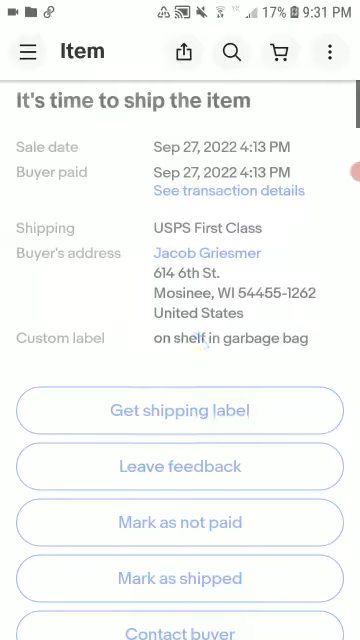 17% 9:31 PM
Item
It's time to ship the item
Sale date Sep 27, 2022 4:13 PM
Buyer paid Sep 27, 2022 4:13 PM
See transaction details
Shipping USPS First Class
Buyer's address Jacob Griesmer
614 6th St.
Mosinee, WI 54455-1262
United States
Custom label on shelf in garbage bag
Get shipping label
Leave feedback
Mark as not paid
Mark as shipped
Contact buyer